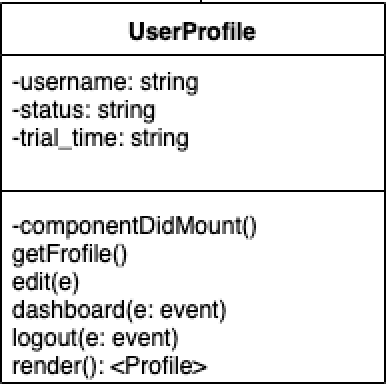 UserProfile
-username: string
-status: string
-trial_time: string
-componentDidMount()
getFrofile()
edit(e)
dashboard(e: event)
logout(e: event)
render(): <Profile>